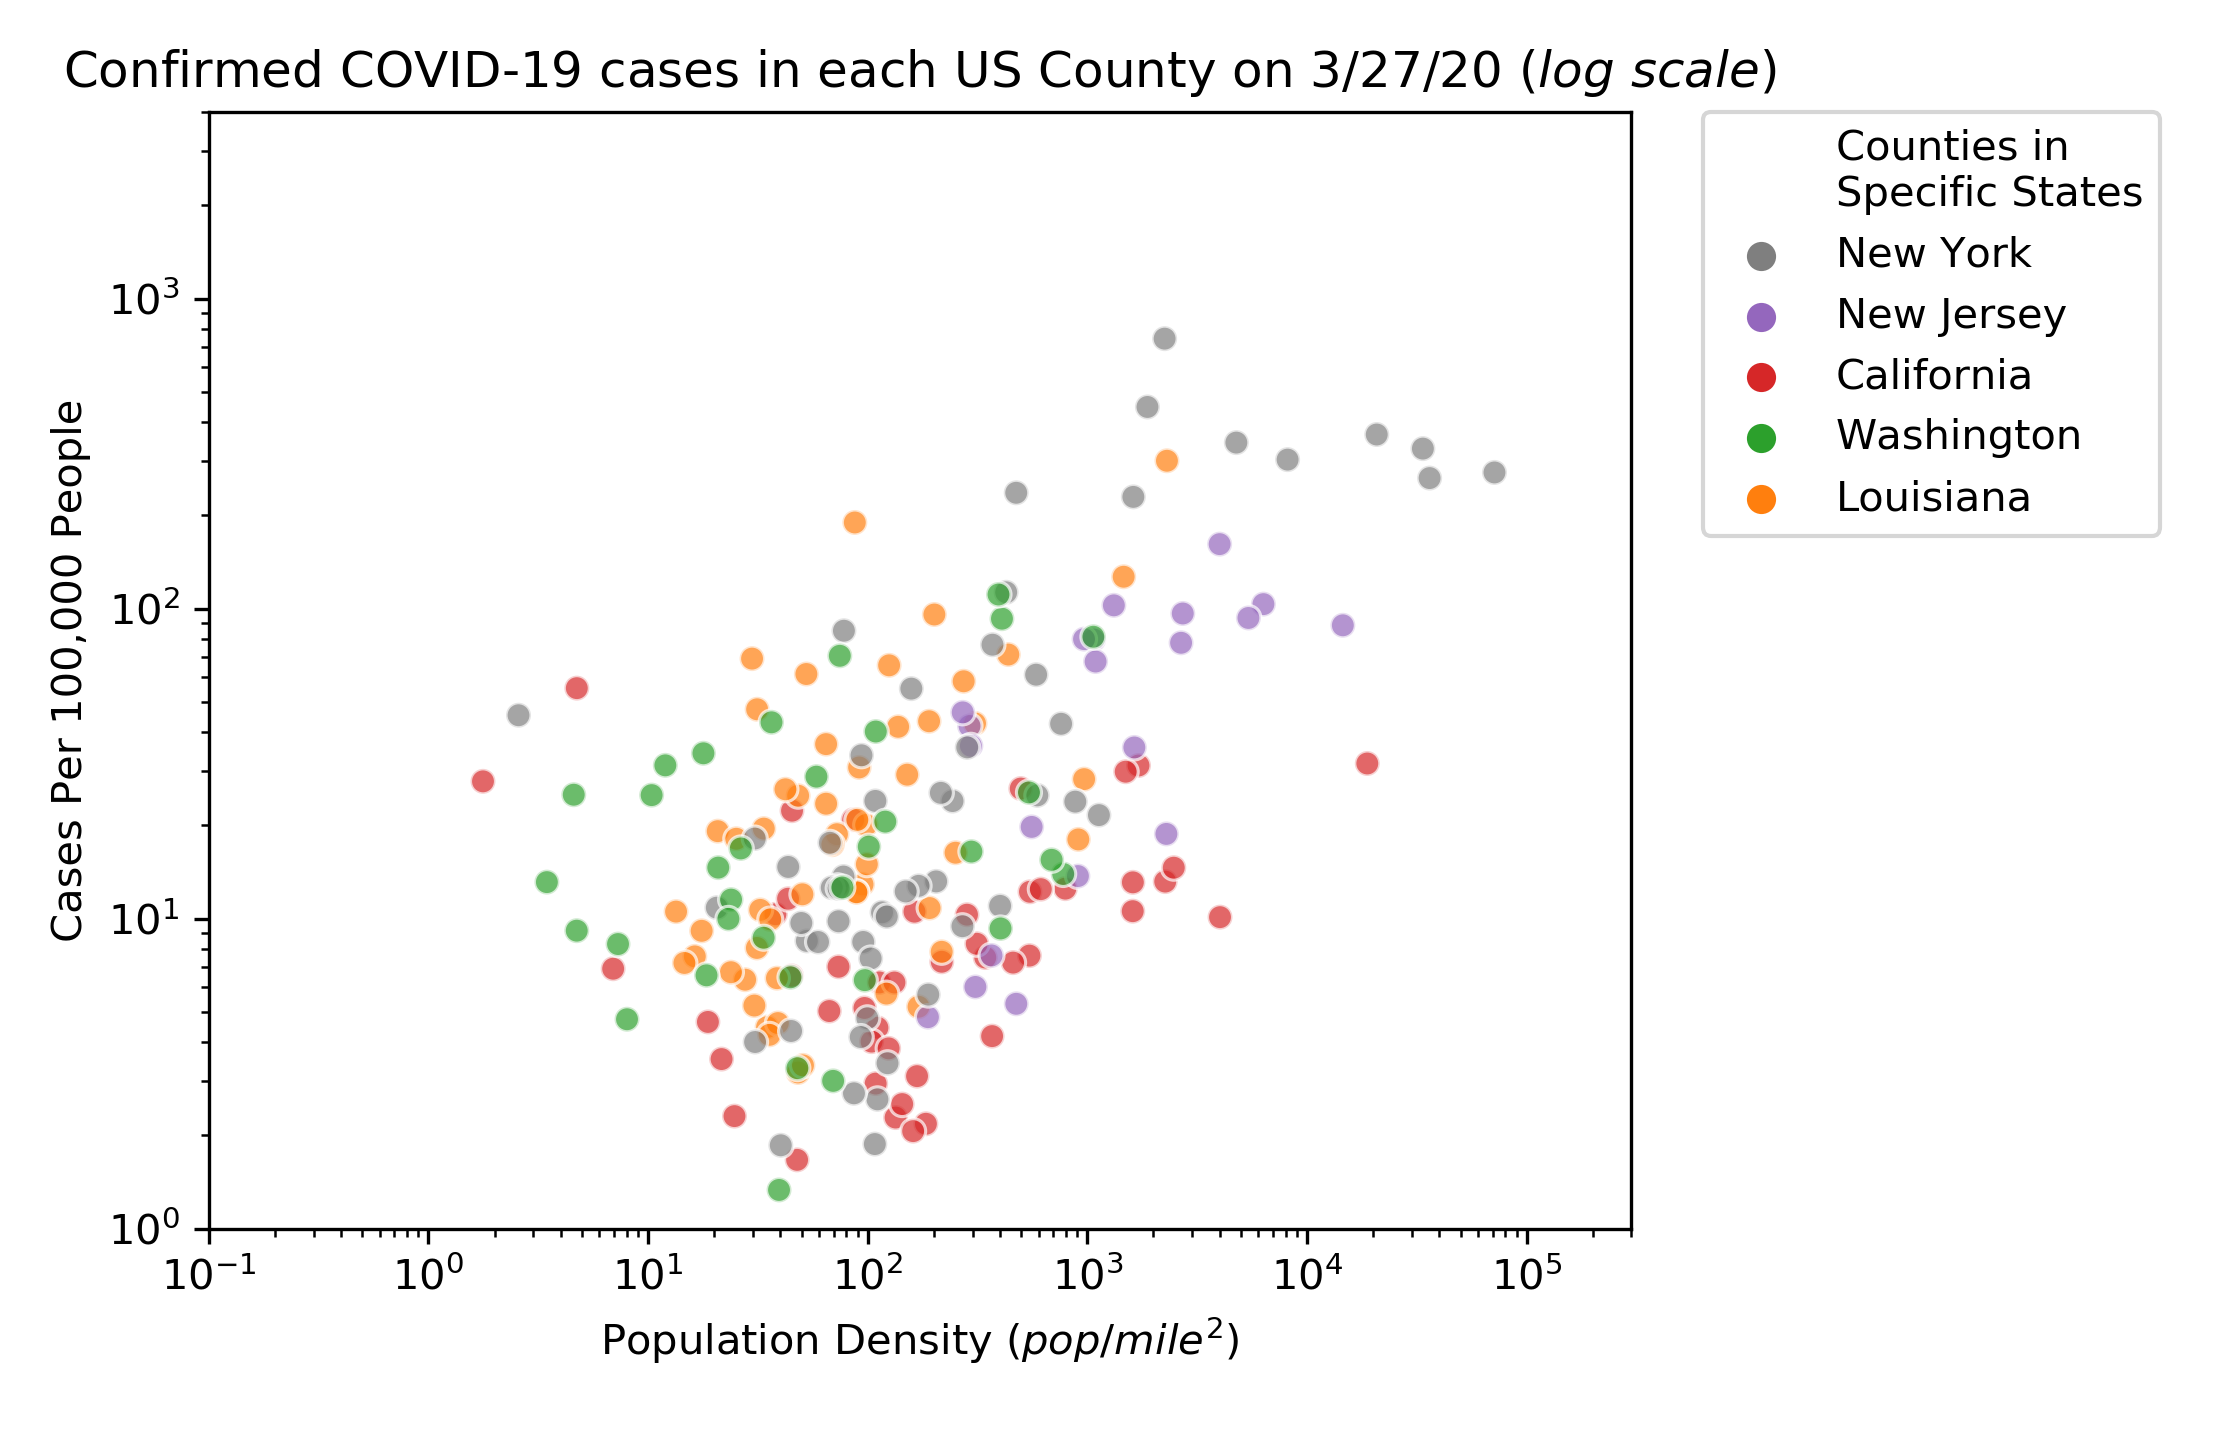 Confirmed COVID-19 cases in each US County on 3/27/20 (log scale)
Counties in
Specific States
New York
New Jersey
California
Washington
Louisiana
Cases Per 100,000 People
10³
10²
10¹
10⁰
10⁻¹ 10⁰ 10¹ 10² 10³ 10⁴ 10⁵
Population Density (pop/mile²)